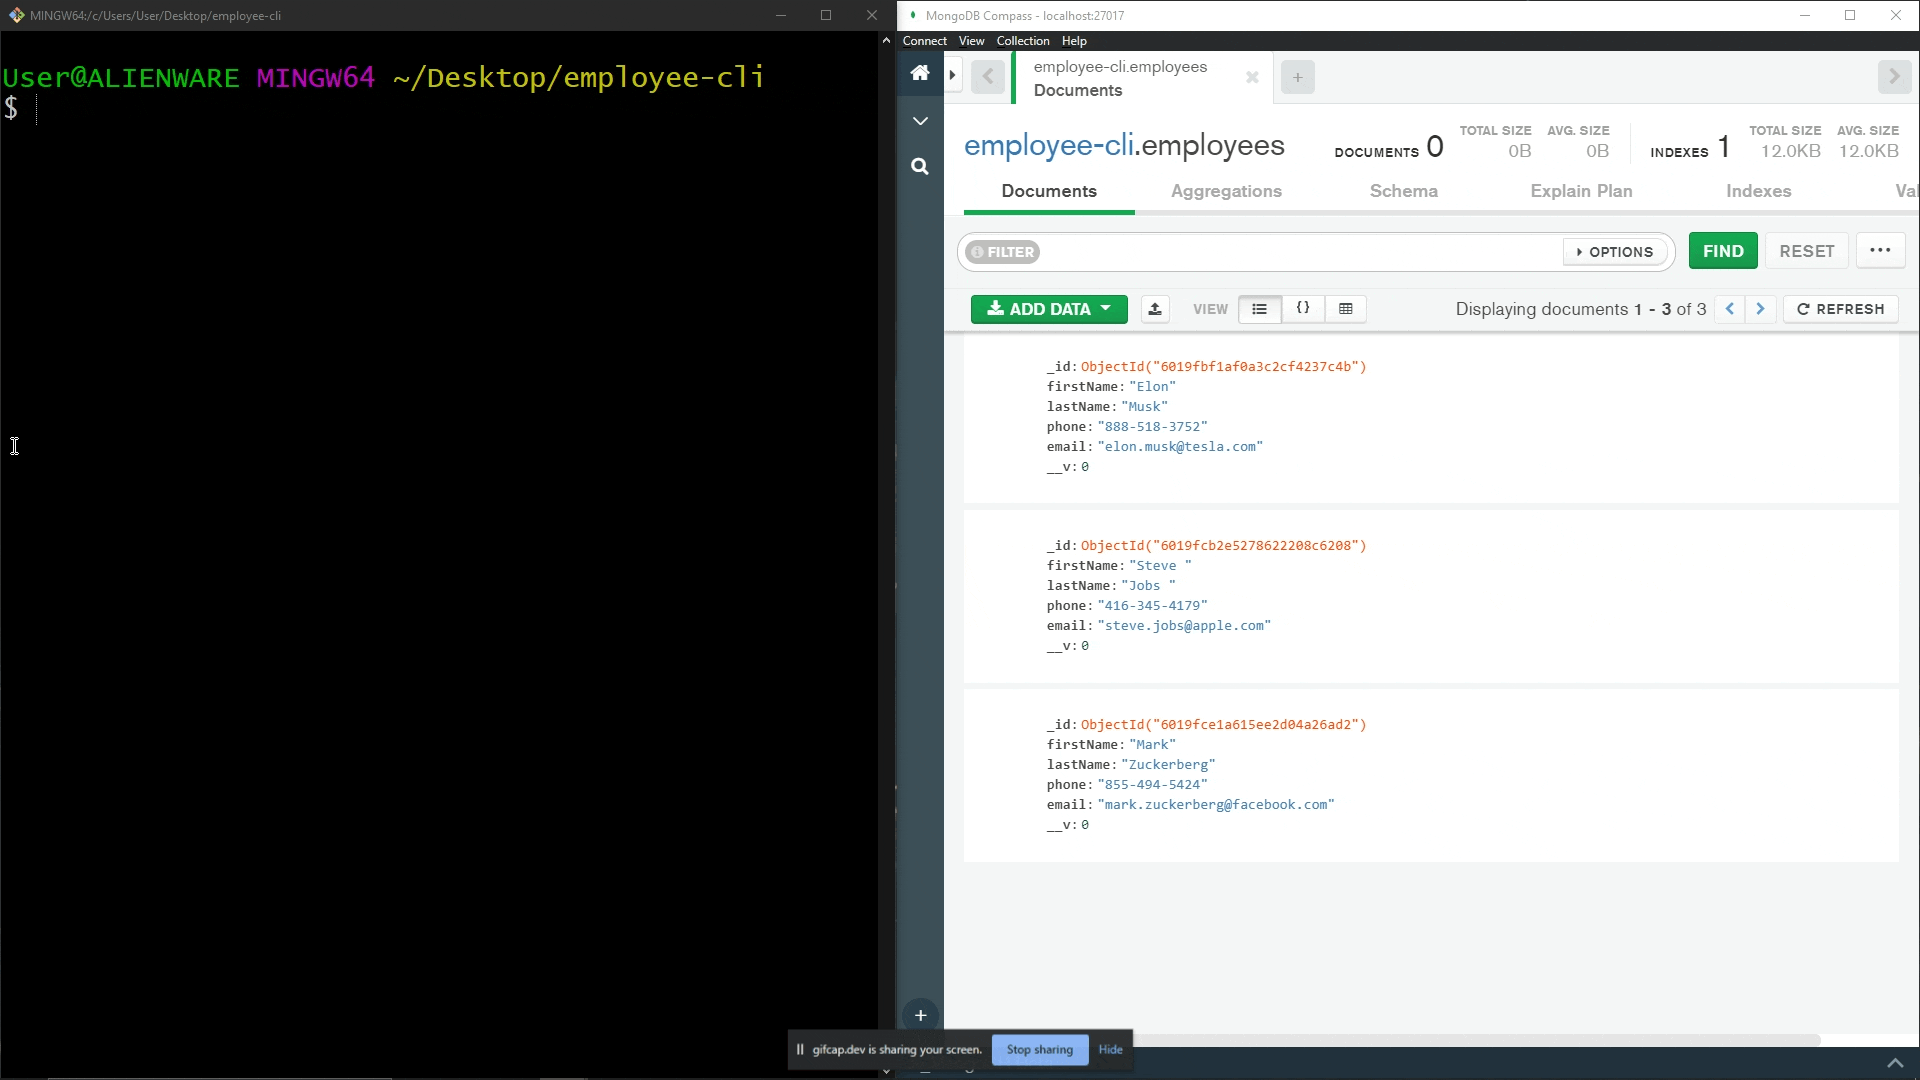 MINGW64:/c/Users/User/Desktop/employee-cli
User@ALIENWARE MINGW64 ~/Desktop/employee-cli
$
MongoDB Compass - localhost:27017
Connect View Collection Help
employee-cli.employees
Documents
employee-cli.employees
DOCUMENTS 0
TOTAL SIZE
0B
AVG. SIZE
0B
INDEXES 1
TOTAL SIZE
12.0KB
AVG. SIZE
12.0KB
Documents Aggregations Schema Explain Plan Indexes
FILTER
OPTIONS
FIND
RESET
ADD DATA
VIEW
{}
Displaying documents 1 - 3 of 3
REFRESH
_id: ObjectId("6019fbf1af0a3c2cf4237c4b")
firstName: "Elon"
lastName: "Musk"
phone: "888-518-3752"
email: "elon.musk@tesla.com"
__v: 0
_id: ObjectId("6019fcb2e5278622208c6208")
firstName: "Steve "
lastName: "Jobs "
phone: "416-345-4179"
email: "steve.jobs@apple.com"
__v: 0
_id: ObjectId("6019fce1a615ee2d04a26ad2")
firstName: "Mark"
lastName: "Zuckerberg"
phone: "855-494-5424"
email: "mark.zuckerberg@facebook.com"
__v: 0
gifcap.dev is sharing your screen.
Stop sharing
Hide